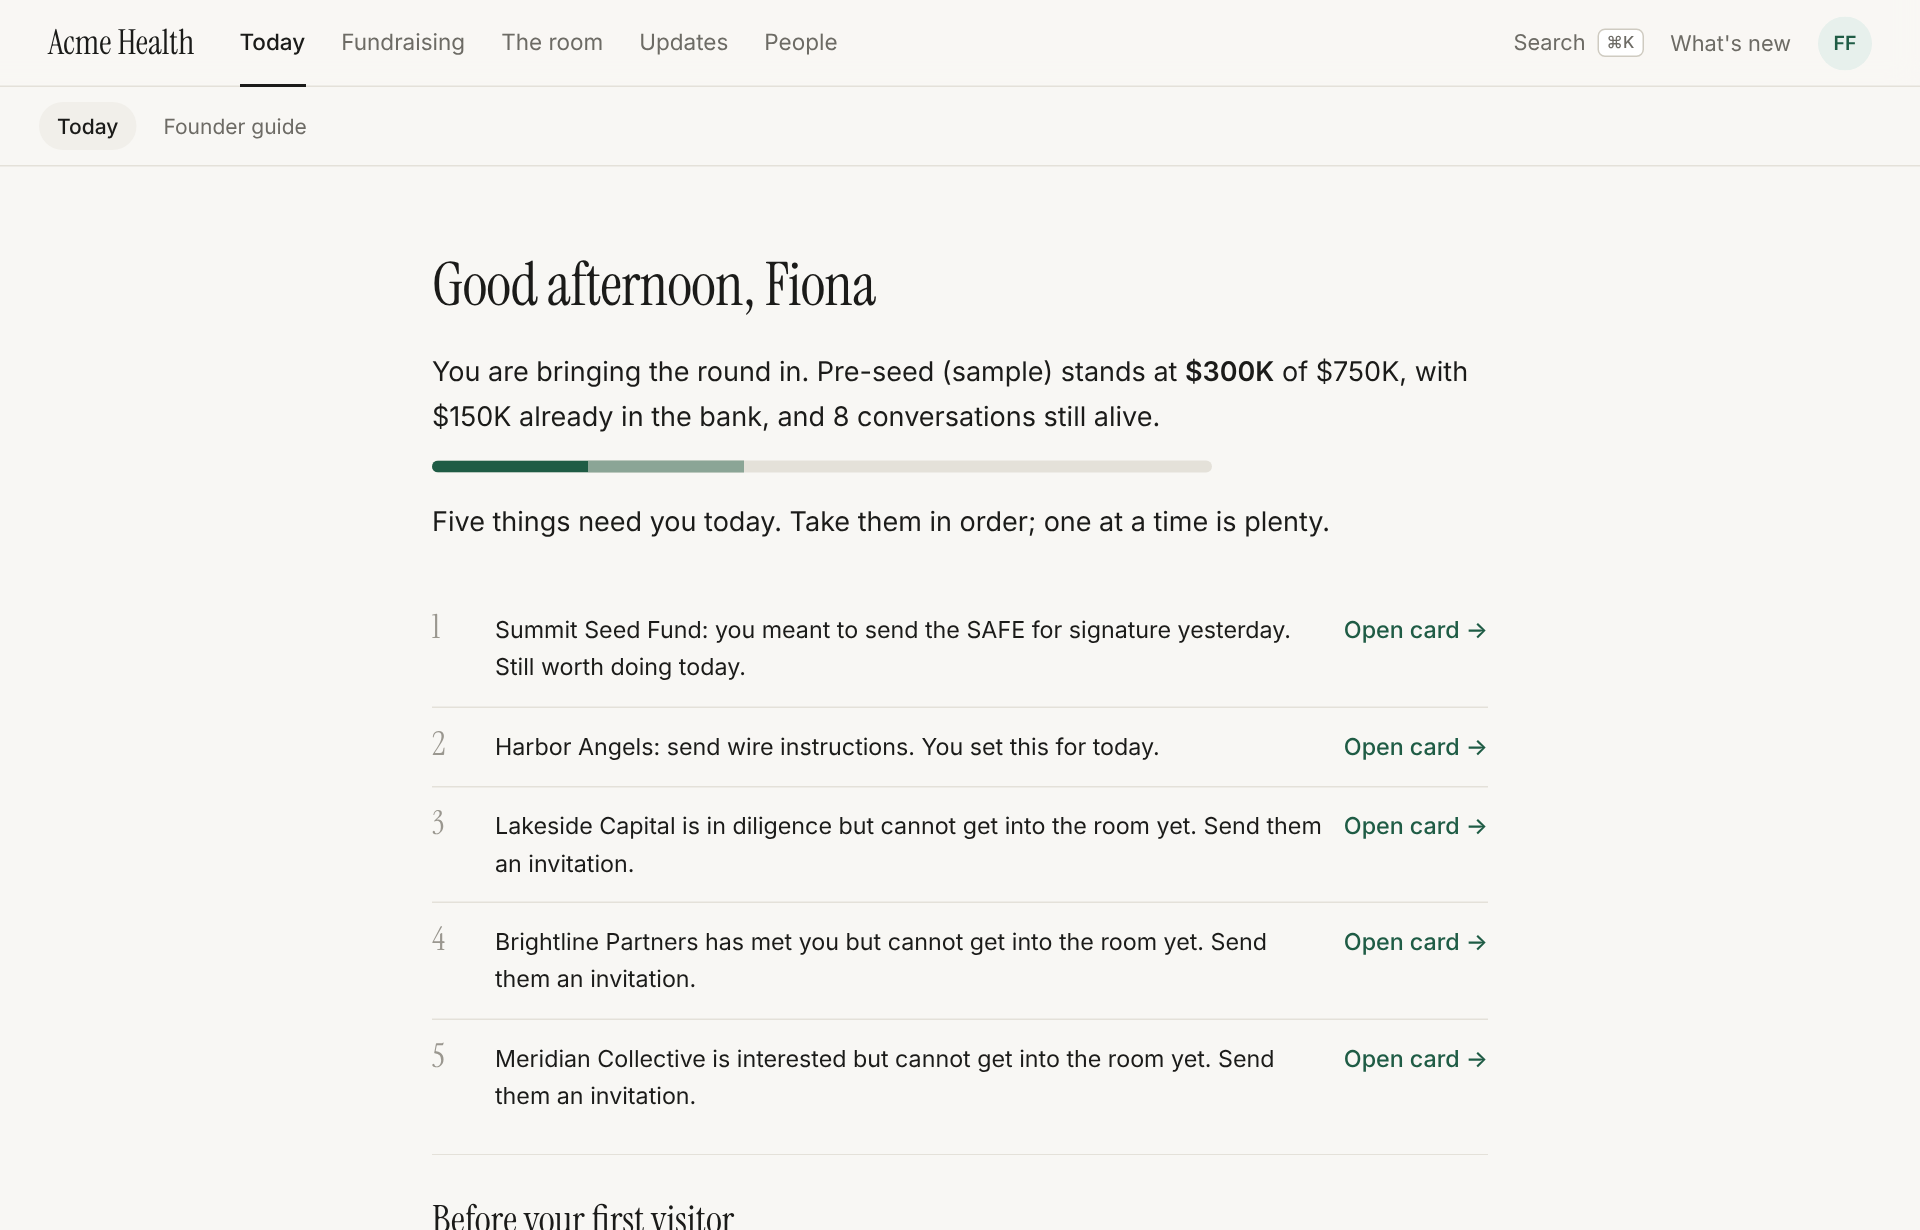 Acme Health
Today
Fundraising
The room
Updates
People
Search ⌘K
What's new
FF
Today
Founder guide
Good afternoon, Fiona
You are bringing the round in. Pre-seed (sample) stands at $300K of $750K, with
$150K already in the bank, and 8 conversations still alive.
Five things need you today. Take them in order; one at a time is plenty.
1
Summit Seed Fund: you meant to send the SAFE for signature yesterday.
Still worth doing today.
Open card →
2
Harbor Angels: send wire instructions. You set this for today.
Open card →
3
Lakeside Capital is in diligence but cannot get into the room yet. Send them
an invitation.
Open card →
4
Brightline Partners has met you but cannot get into the room yet. Send
them an invitation.
Open card →
5
Meridian Collective is interested but cannot get into the room yet. Send
them an invitation.
Open card →
Before your first visitor